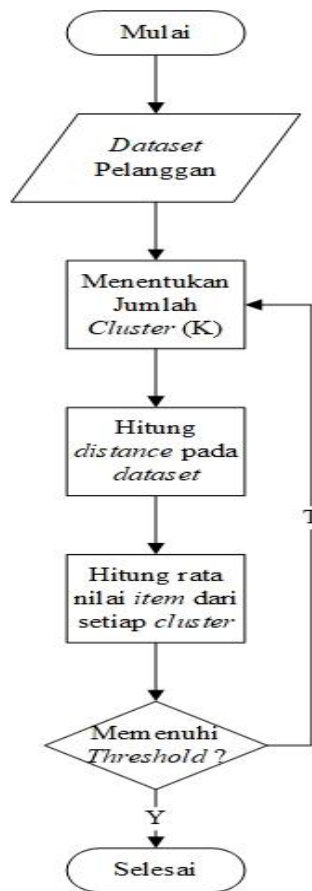 Mulai
Dataset
Pelanggan
Menentukan
Jumlah
Cluster (K)
Hitung
distance pada
dataset
T
Hitung rata
nilai item dari
setiap cluster
Memenuhi
Threshold ?
Y
Selesai